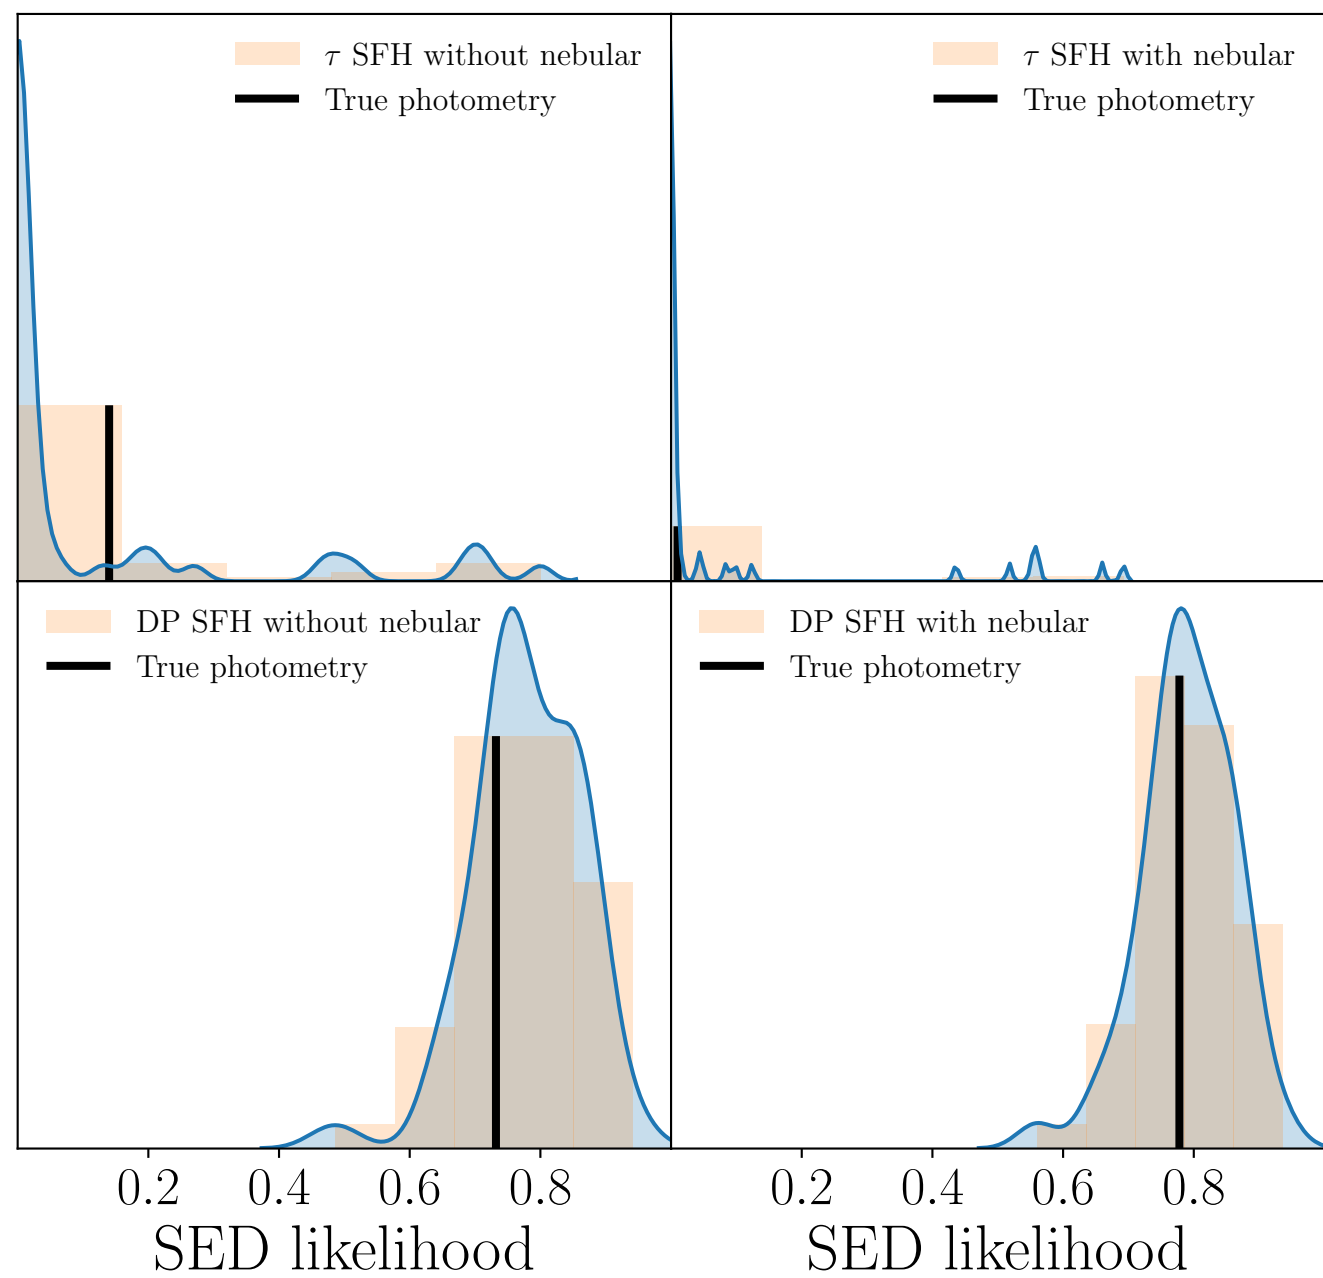 τ SFH without nebular
True photometry
τ SFH with nebular
True photometry
DP SFH without nebular
True photometry
DP SFH with nebular
True photometry
0.2 0.4 0.6 0.8
0.2 0.4 0.6 0.8
SED likelihood
SED likelihood